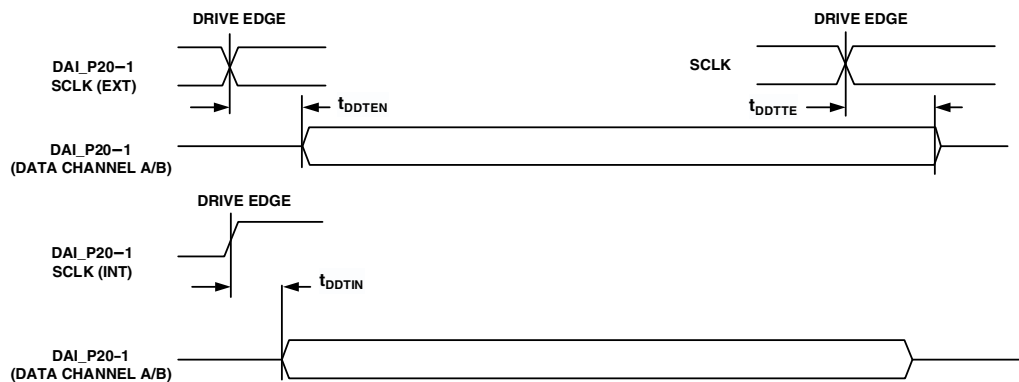 DRIVE EDGE
DRIVE EDGE
DAI_P20–1
SCLK (EXT)
SCLK
tDDTEN
tDDTTE
DAI_P20–1
(DATA CHANNEL A/B)
DRIVE EDGE
DAI_P20–1
SCLK (INT)
tDDTIN
DAI_P20-1
(DATA CHANNEL A/B)